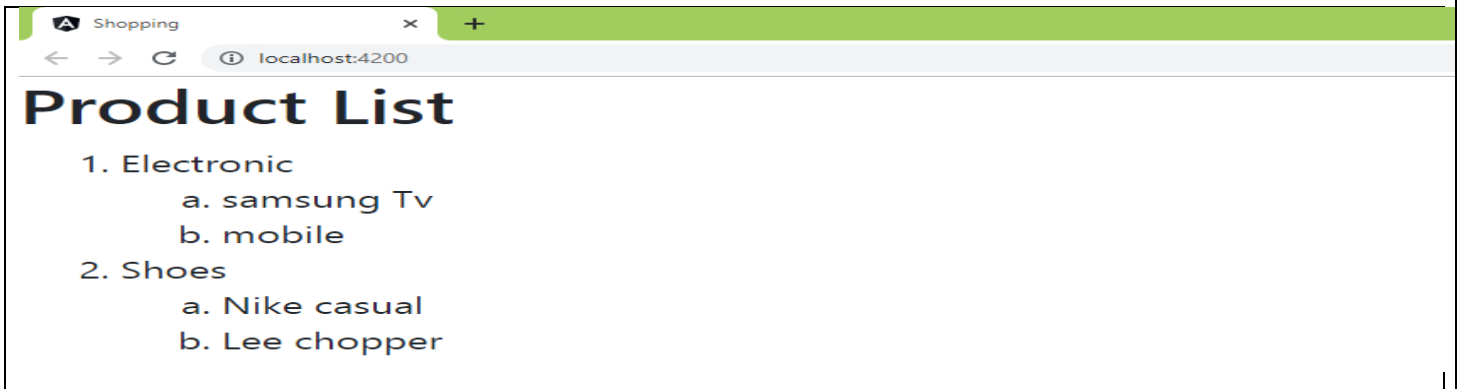 Shopping
localhost:4200
Product List
1. Electronic
a. samsung Tv
b. mobile
2. Shoes
a. Nike casual
b. Lee chopper